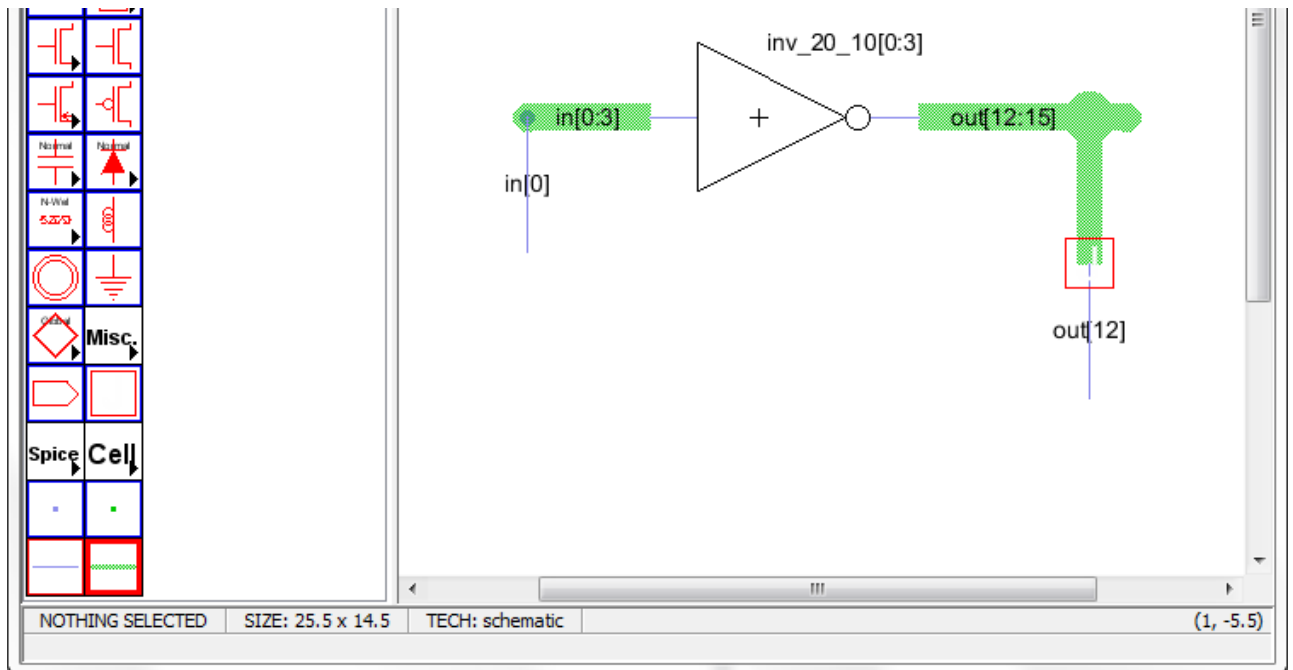 inv_20_10[0:3]
in[0:3]
out[12:15]
in[0]
out[12]
Normal
Normal
N-Wel
Global
Misc.
Spice
Cell
NOTHING SELECTED
SIZE: 25.5 x 14.5
TECH: schematic
(1, -5.5)